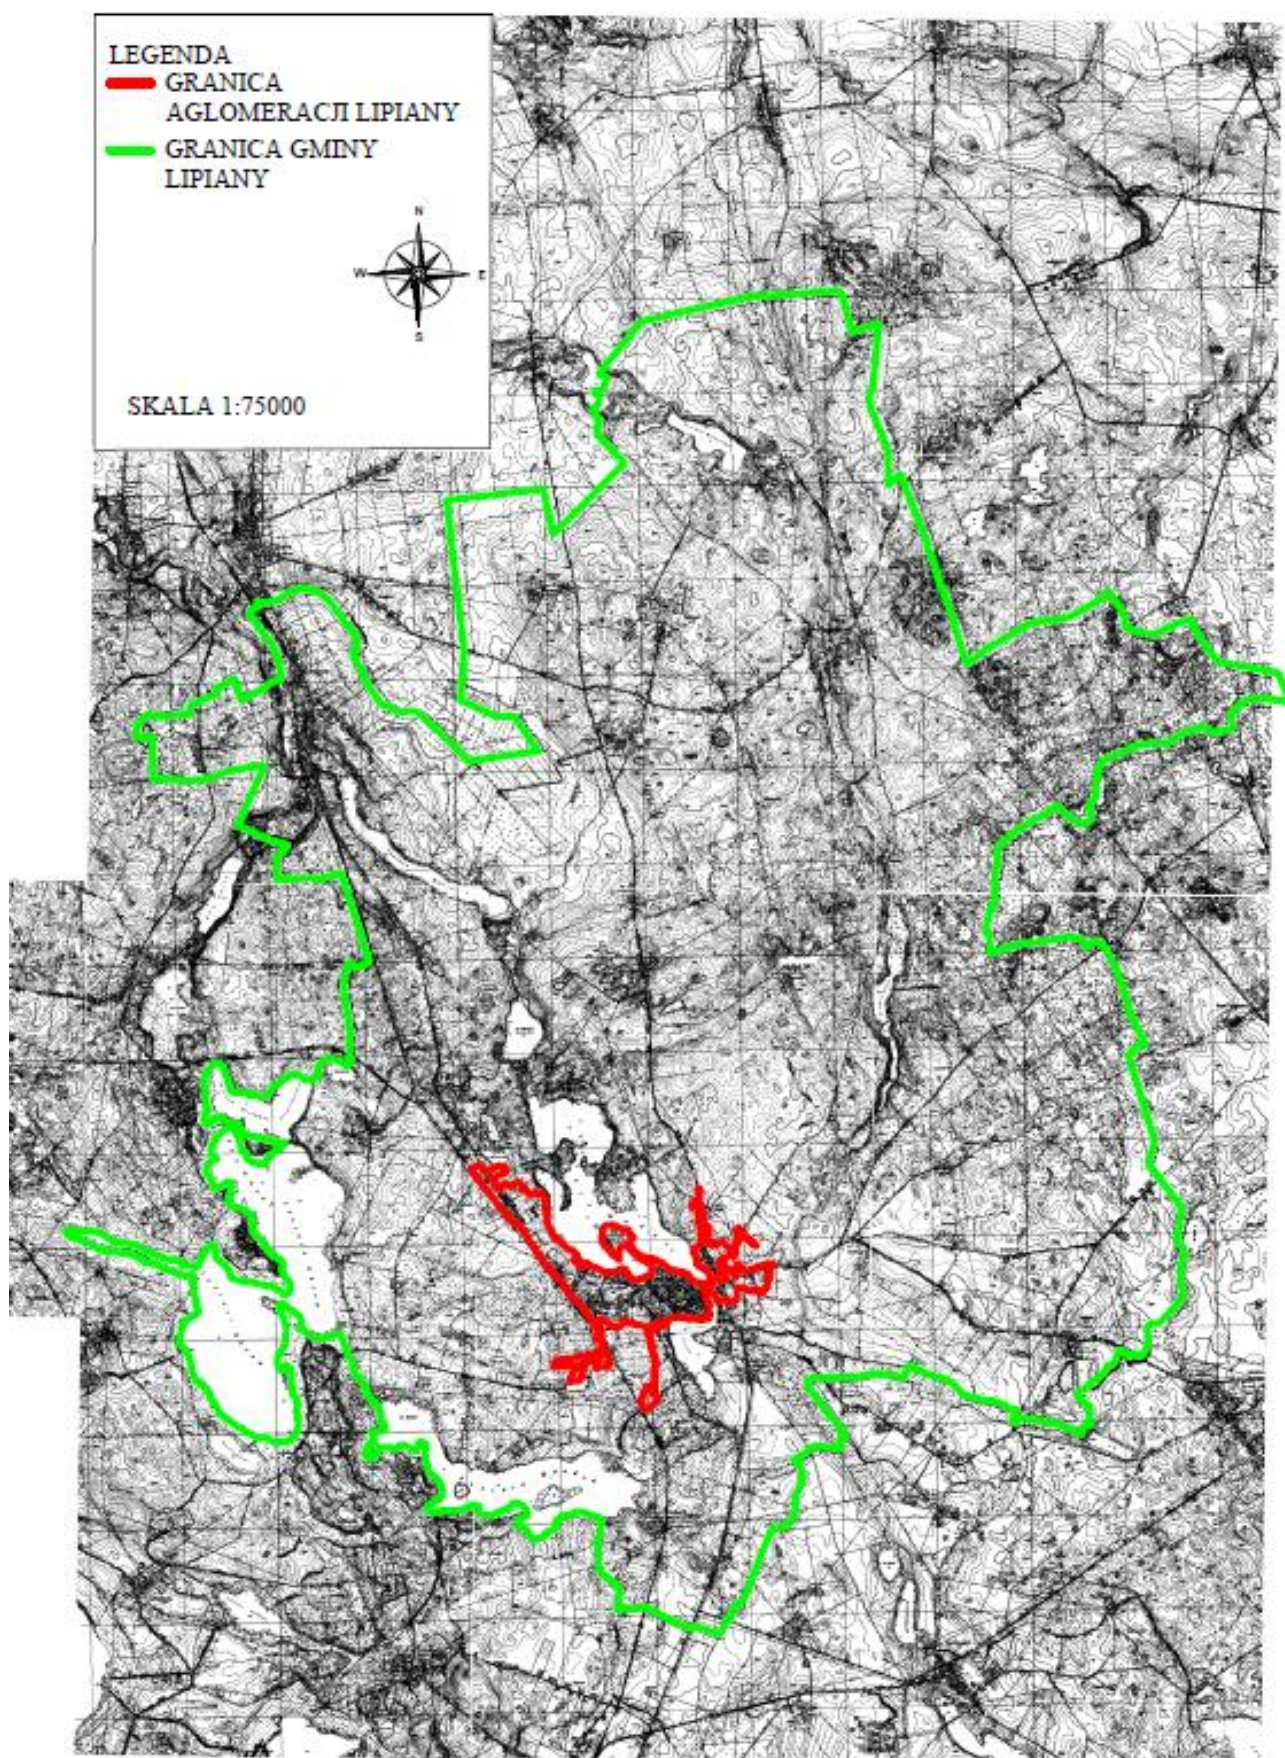 LEGENDA
GRANICA
AGLOMERACJI LIPIANY
GRANICA GMINY
LIPIANY
N
W E
S
SKALA 1:75000